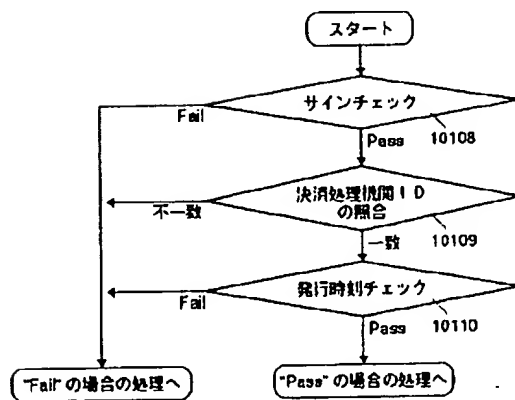 スタート
サインチェック
Fail
10108
Pass
決済処理機関ID
の照合
不一致
10109
一致
発行時刻チェック
Fail
10110
Pass
"Fail"の場合の処理へ
"Pass"の場合の処理へ